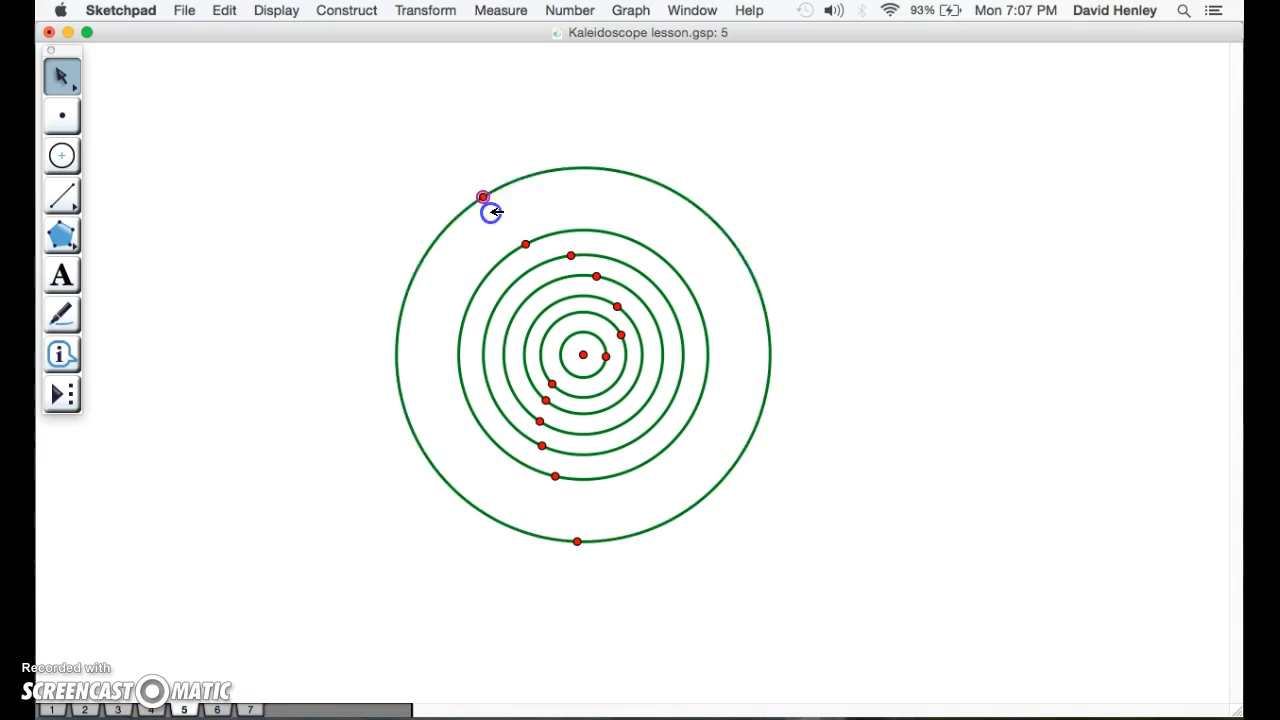 Sketchpad File Edit Display Construct Transform Measure Number Graph Window Help 93% Mon 7:07 PM David Henley
Kaleidoscope lesson.gsp: 5
A
i
Recorded with
SCREENCAST-O-MATIC
1 2 3 4 5 6 7